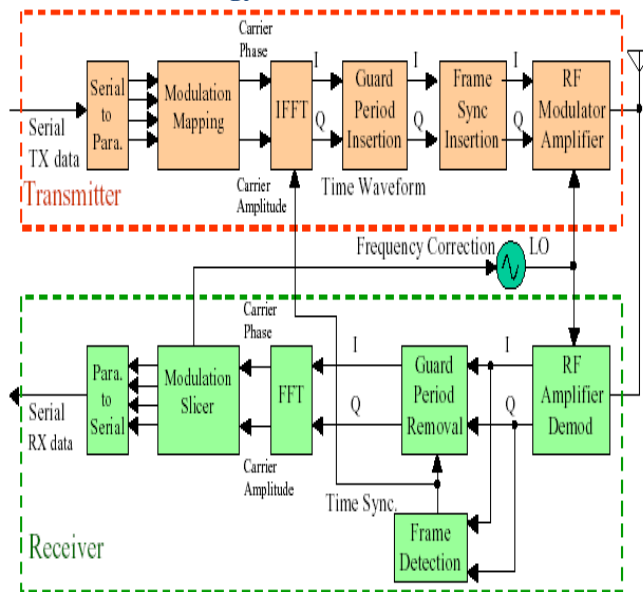 Carrier
Phase
Serial
to
Para.
Modulation
Mapping
IFFT
I
Q
Guard
Period
Insertion
I
Q
Frame
Sync
Insertion
I
Q
RF
Modulator
Amplifier
Serial
TX data
Carrier
Amplitude
Time Waveform
Transmitter
Frequency Correction
LO
Carrier
Phase
Para.
to
Serial
Modulation
Slicer
FFT
I
Q
Guard
Period
Removal
I
Q
RF
Amplifier
Demod
Serial
RX data
Carrier
Amplitude
Time Sync.
Frame
Detection
Receiver